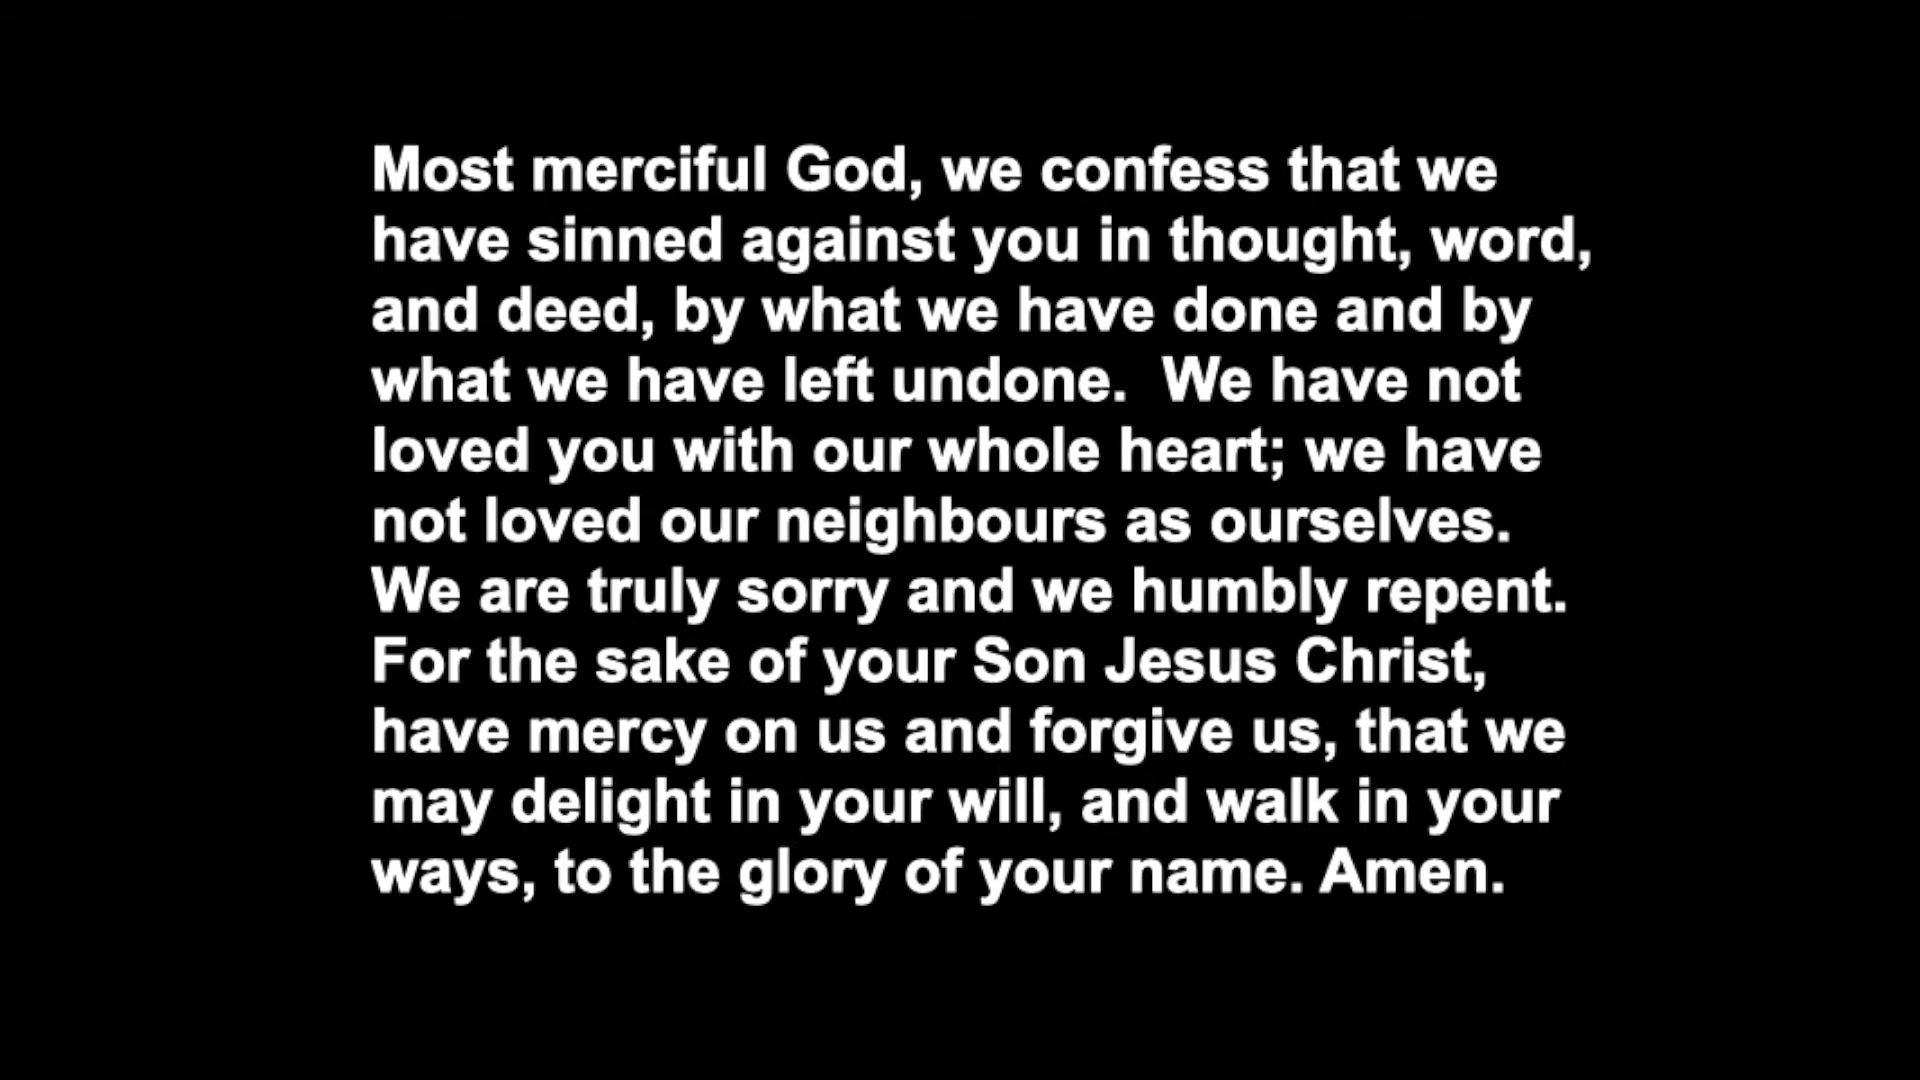 Most merciful God, we confess that we
have sinned against you in thought, word,
and deed, by what we have done and by
what we have left undone.  We have not
loved you with our whole heart; we have
not loved our neighbours as ourselves.
We are truly sorry and we humbly repent.
For the sake of your Son Jesus Christ,
have mercy on us and forgive us, that we
may delight in your will, and walk in your
ways, to the glory of your name. Amen.